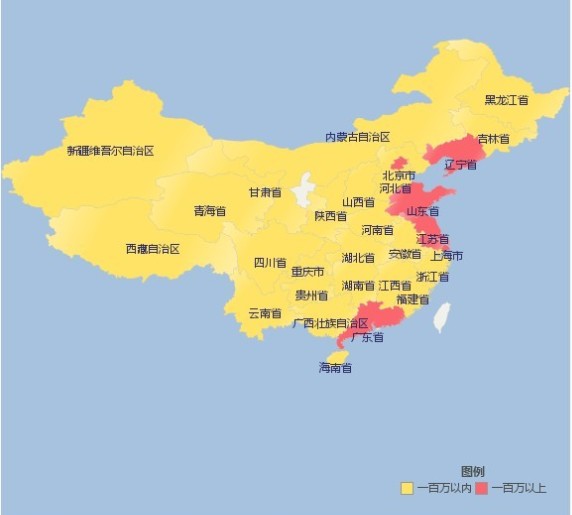 黑龙江省
内蒙古自治区
吉林省
新疆维吾尔自治区
辽宁省
北京市
河北省
甘肃省
山西省
青海省
山东省
陕西省
河南省
江苏省
西藏自治区
安徽省
上海市
湖北省
四川省
重庆市
浙江省
湖南省
江西省
贵州省
福建省
云南省
广西壮族自治区
广东省
海南省
图例
一百万以内
一百万以上